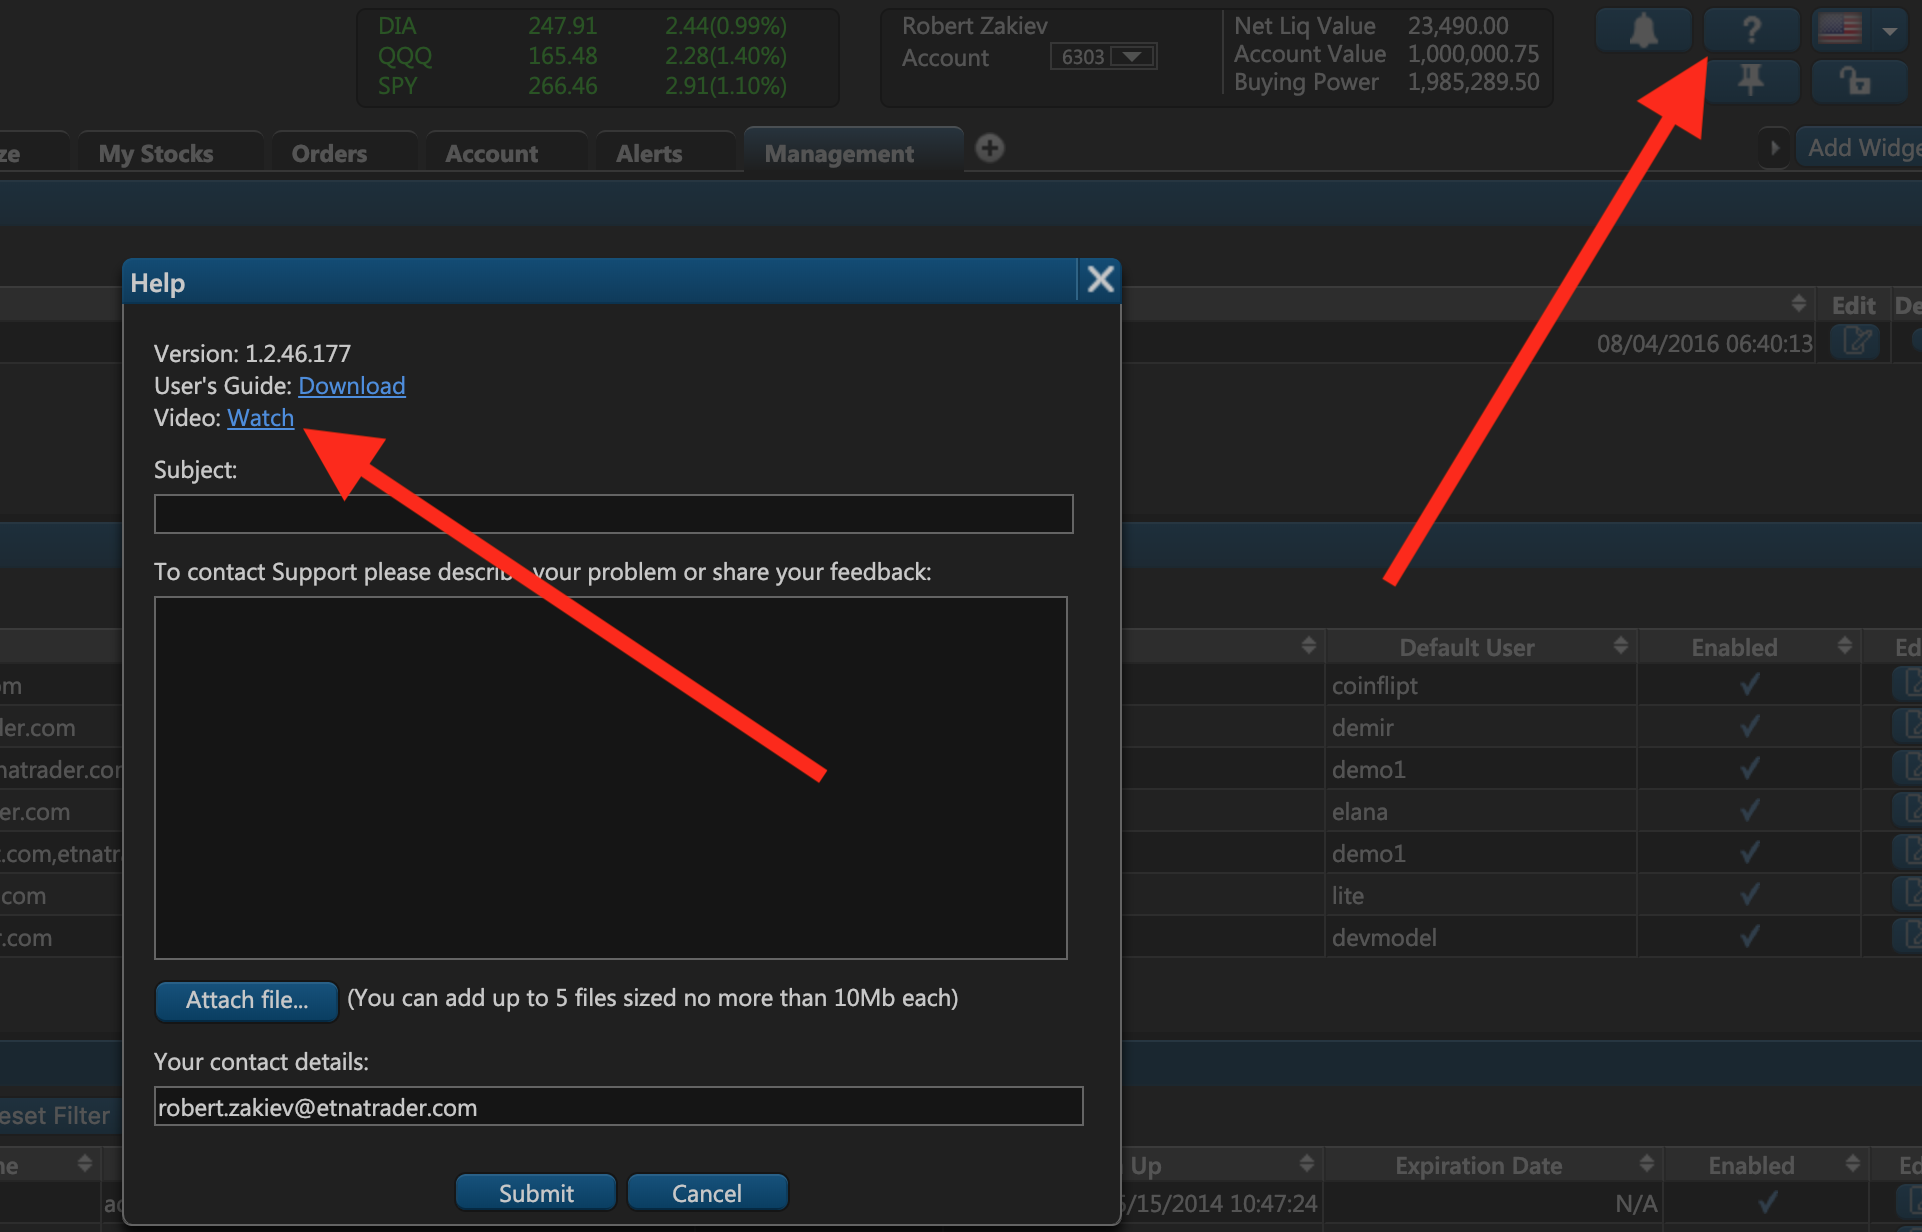 DIA 247.91 2.44(0.99%)
QQQ 165.48 2.28(1.40%)
SPY 266.46 2.91(1.10%)
Robert Zakiev
Account 6303
Net Liq Value 23,490.00
Account Value 1,000,000.75
Buying Power 1,985,289.50
?
ze My Stocks Orders Account Alerts Management Add Widge
Help
Edit De
08/04/2016 06:40:13
Version: 1.2.46.177
User's Guide: Download
Video: Watch
Subject:
To contact Support please describ your problem or share your feedback:
Default User Enabled Ed
om coinflipt
ler.com demir
natrader.com demo1
er.com elana
t.com,etnatra demo1
.com lite
r.com devmodel
Attach file... (You can add up to 5 files sized no more than 10Mb each)
Your contact details:
robert.zakiev@etnatrader.com
eset Filter
Submit Cancel
ne Up Expiration Date Enabled Ed
ac 5/15/2014 10:47:24 N/A